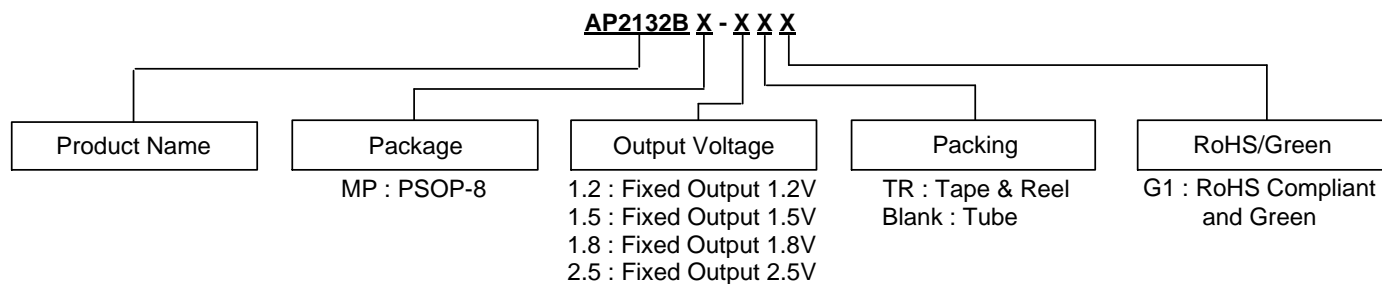 AP2132B X - X X X
Product Name
Package
Output Voltage
Packing
RoHS/Green
MP : PSOP-8
1.2 : Fixed Output 1.2V
1.5 : Fixed Output 1.5V
1.8 : Fixed Output 1.8V
2.5 : Fixed Output 2.5V
TR : Tape & Reel
Blank : Tube
G1 : RoHS Compliant
and Green